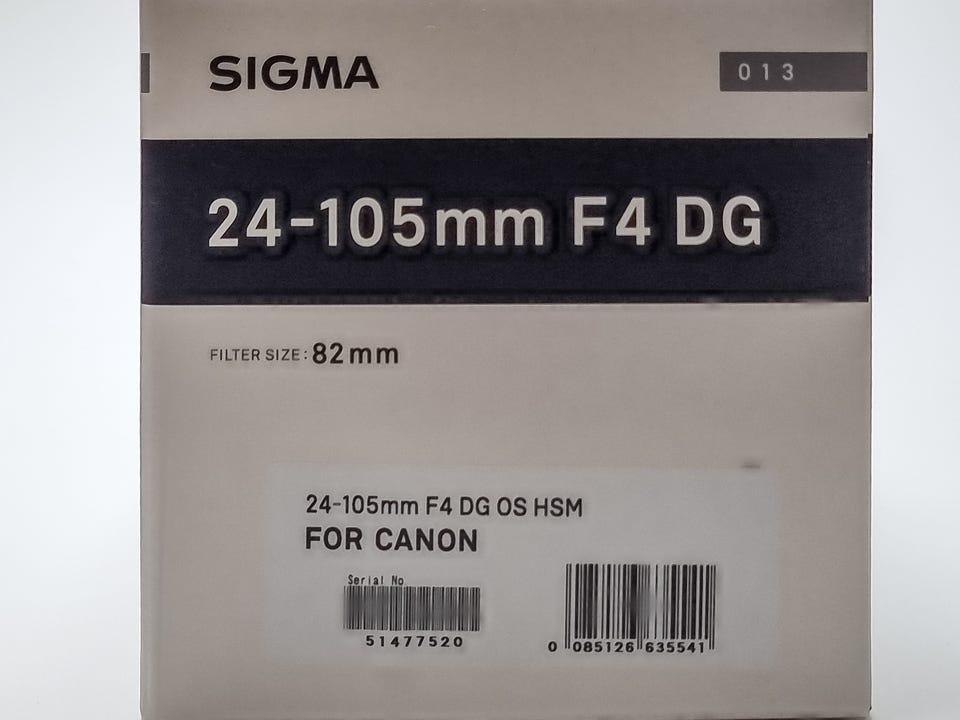 SIGMA
013
24-105mm F4 DG
FILTER SIZE: 82mm
24-105mm F4 DG OS HSM
FOR CANON
Serial No
51477520
0 085126 635541